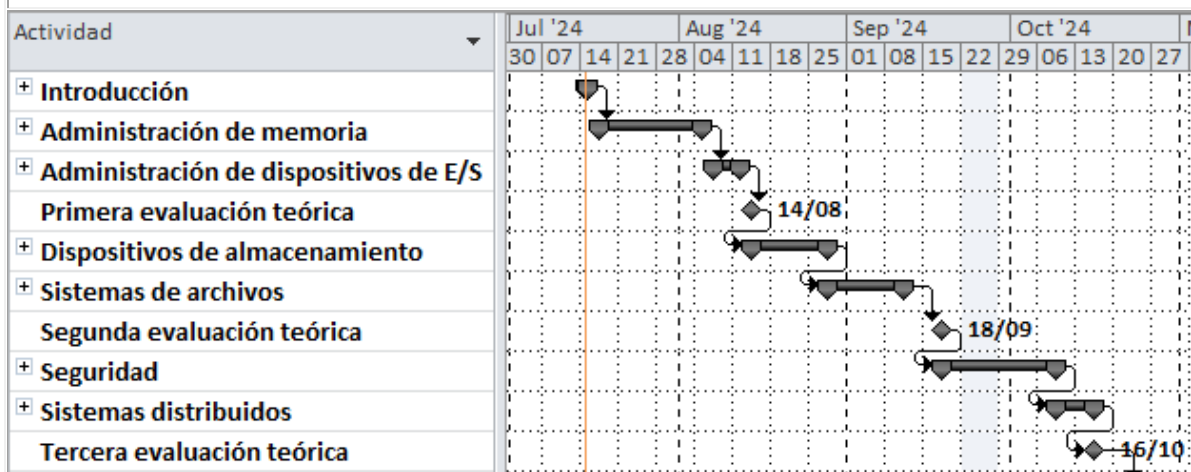 Actividad
Jul '24 Aug '24 Sep '24 Oct '24
30 07 14 21 28 04 11 18 25 01 08 15 22 29 06 13 20 27
Introducción
Administración de memoria
Administración de dispositivos de E/S
Primera evaluación teórica 14/08
Dispositivos de almacenamiento
Sistemas de archivos
Segunda evaluación teórica 18/09
Seguridad
Sistemas distribuidos
Tercera evaluación teórica 16/10